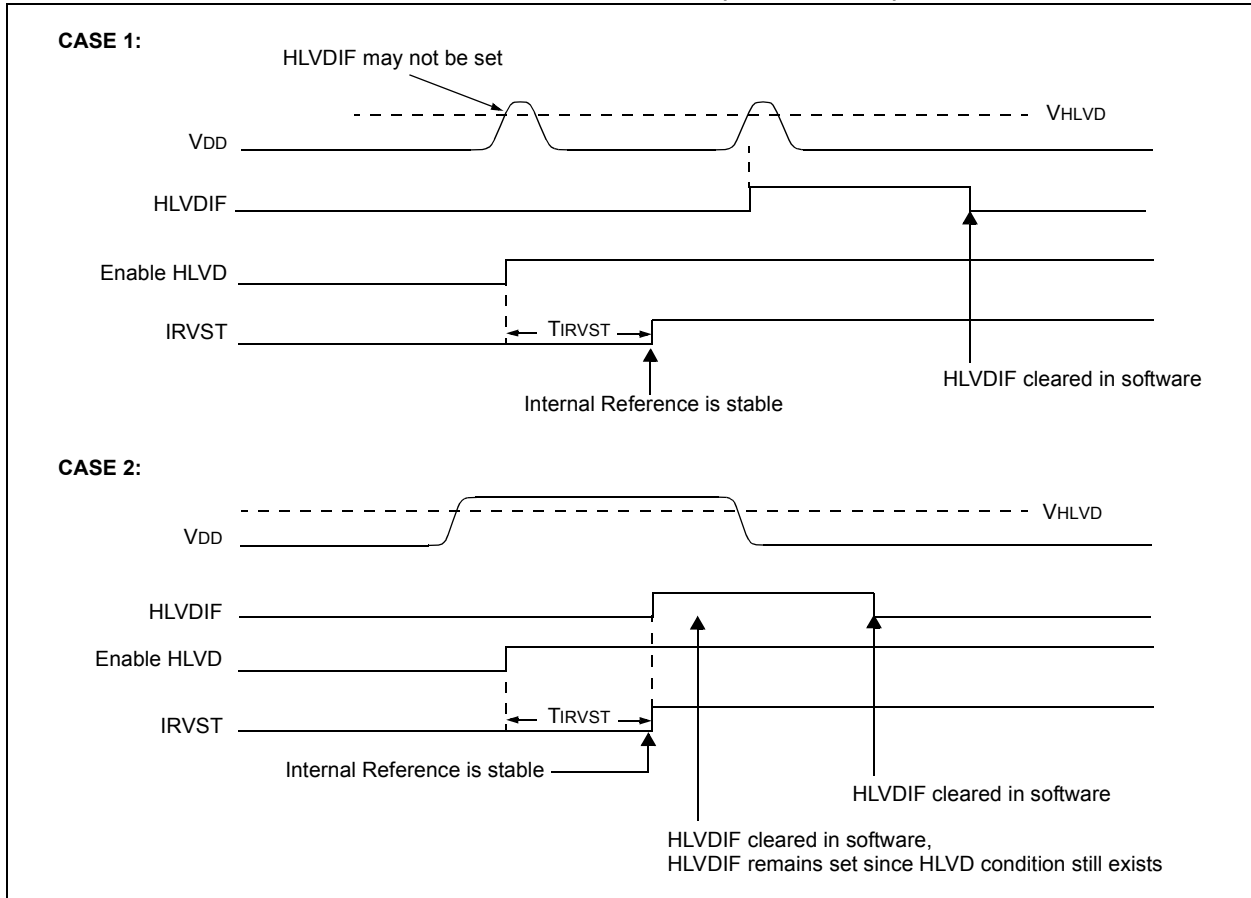 CASE 1:
HLVDIF may not be set
VHLVD
VDD
HLVDIF
Enable HLVD
IRVST
TIRVST
HLVDIF cleared in software
Internal Reference is stable
CASE 2:
VHLVD
VDD
HLVDIF
Enable HLVD
IRVST
TIRVST
Internal Reference is stable
HLVDIF cleared in software
HLVDIF cleared in software,
HLVDIF remains set since HLVD condition still exists